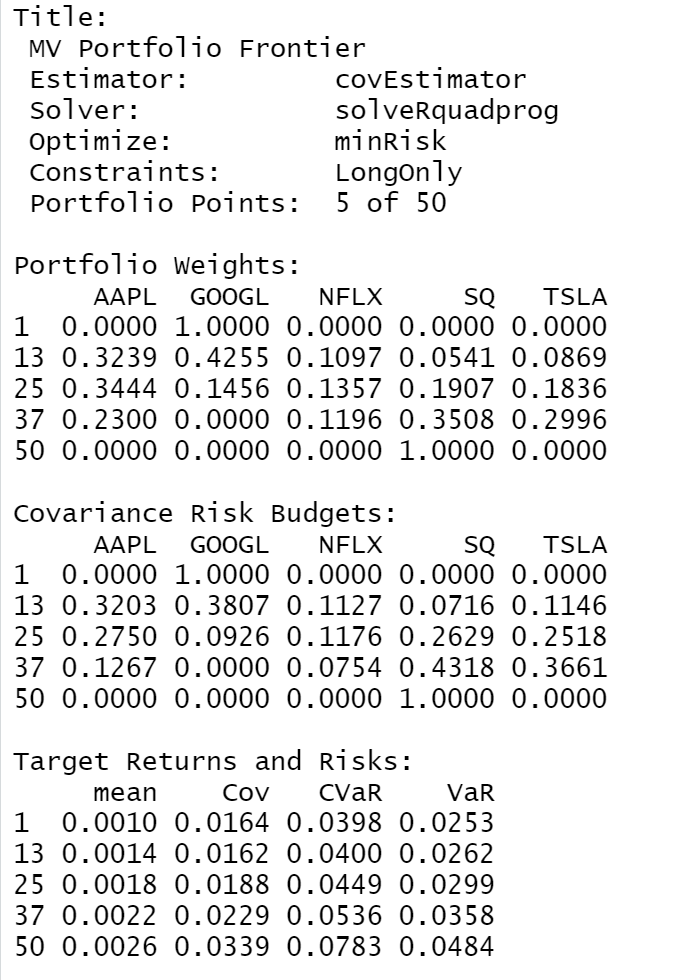 Title:
 MV Portfolio Frontier
 Estimator:         covEstimator
 Solver:            solveRquadprog
 Optimize:          minRisk
 Constraints:       LongOnly
 Portfolio Points:  5 of 50

Portfolio Weights:
     AAPL  GOOGL   NFLX     SQ   TSLA
1  0.0000 1.0000 0.0000 0.0000 0.0000
13 0.3239 0.4255 0.1097 0.0541 0.0869
25 0.3444 0.1456 0.1357 0.1907 0.1836
37 0.2300 0.0000 0.1196 0.3508 0.2996
50 0.0000 0.0000 0.0000 1.0000 0.0000

Covariance Risk Budgets:
     AAPL  GOOGL   NFLX     SQ   TSLA
1  0.0000 1.0000 0.0000 0.0000 0.0000
13 0.3203 0.3807 0.1127 0.0716 0.1146
25 0.2750 0.0926 0.1176 0.2629 0.2518
37 0.1267 0.0000 0.0754 0.4318 0.3661
50 0.0000 0.0000 0.0000 1.0000 0.0000

Target Returns and Risks:
     mean    Cov   CVaR    VaR
1  0.0010 0.0164 0.0398 0.0253
13 0.0014 0.0162 0.0400 0.0262
25 0.0018 0.0188 0.0449 0.0299
37 0.0022 0.0229 0.0536 0.0358
50 0.0026 0.0339 0.0783 0.0484